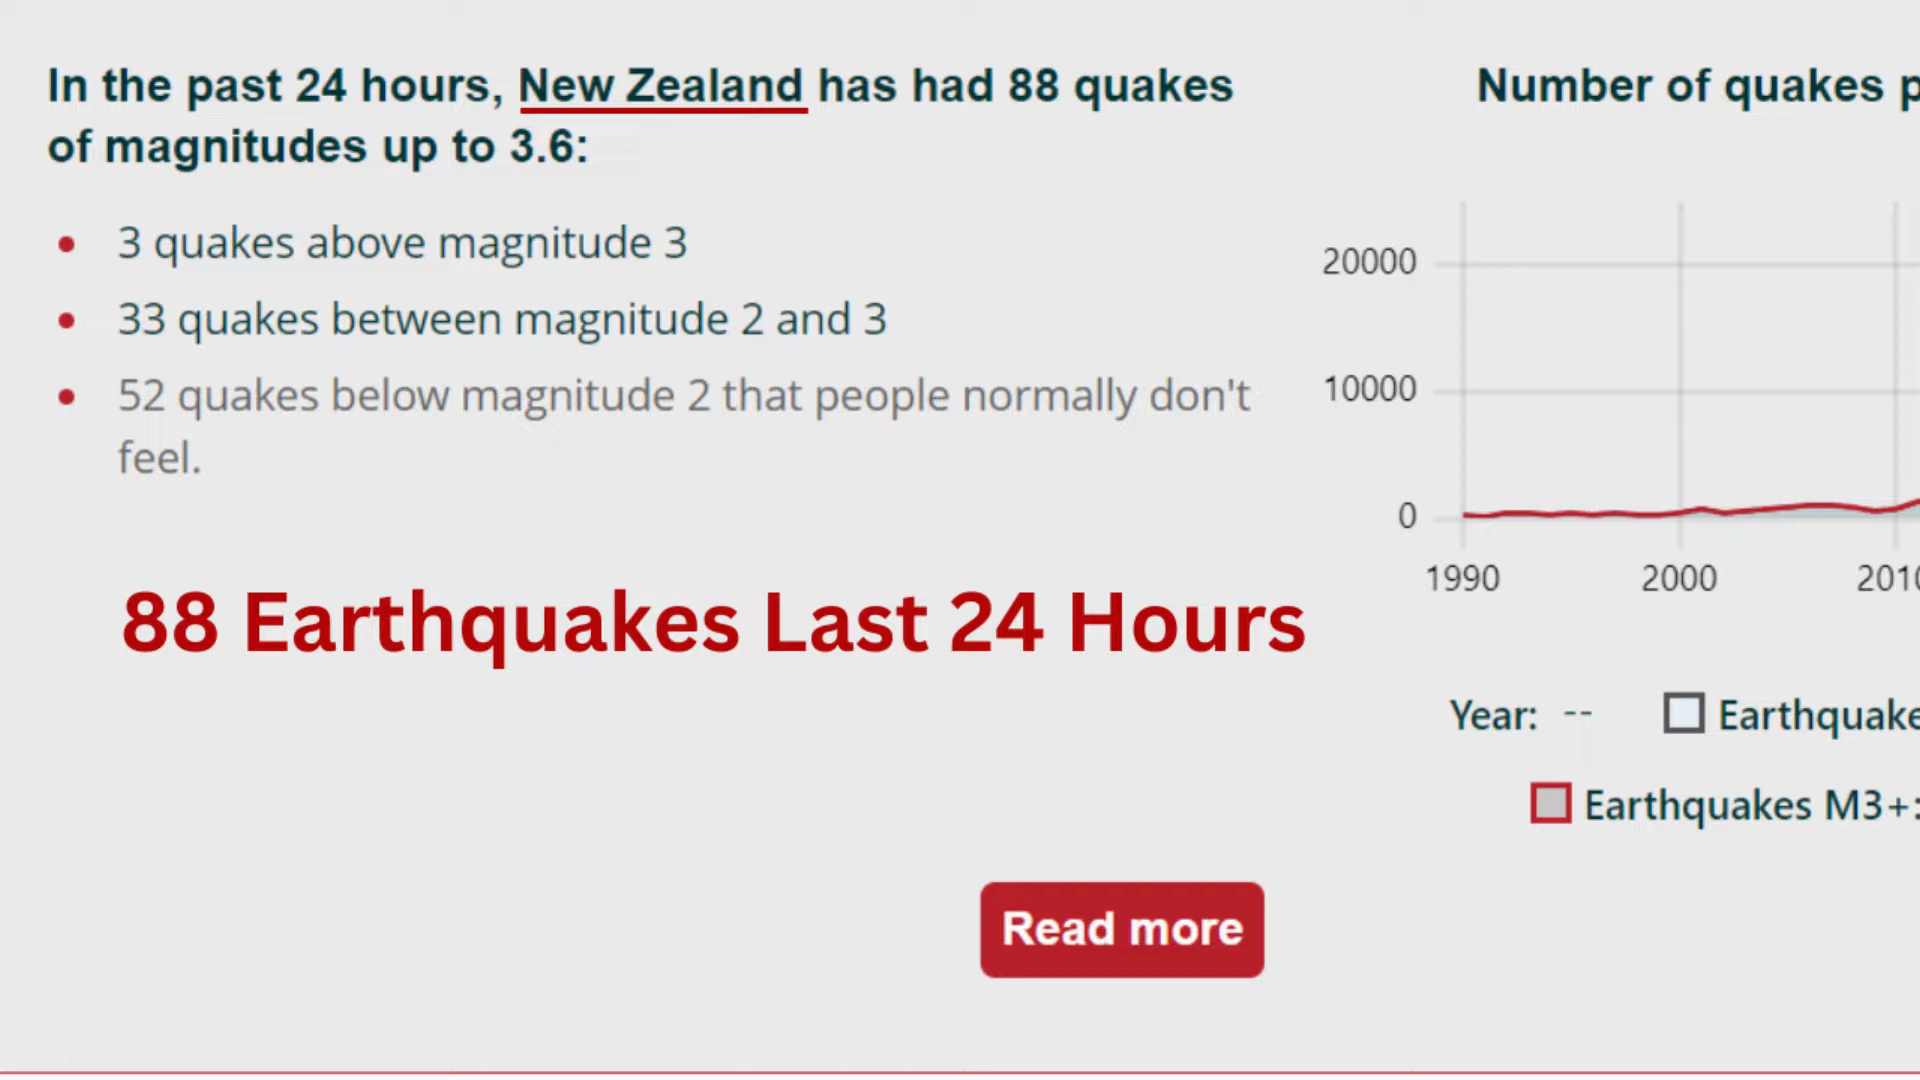 In the past 24 hours, New Zealand has had 88 quakes
of magnitudes up to 3.6:
3 quakes above magnitude 3
33 quakes between magnitude 2 and 3
52 quakes below magnitude 2 that people normally don't
feel.
88 Earthquakes Last 24 Hours
Read more
Number of quakes p
20000
10000
0
1990 2000 2010
Year: -- Earthquake
Earthquakes M3+: